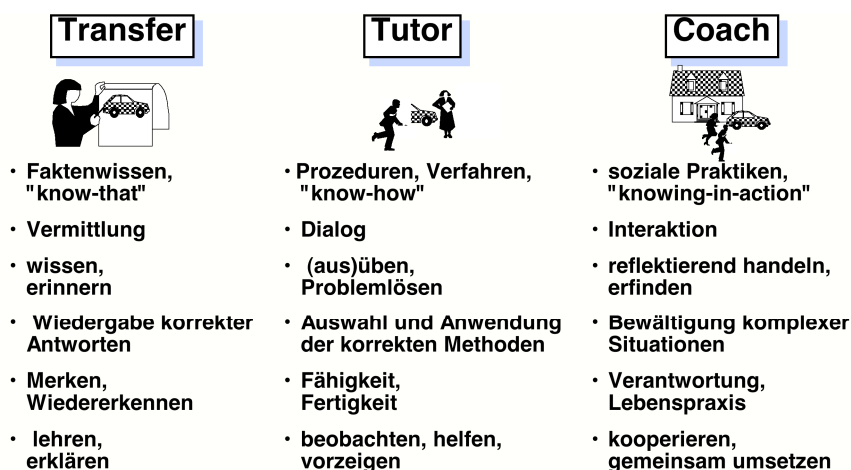 Transfer
Faktenwissen,
"know-that"
Vermittlung
wissen,
erinnern
Wiedergabe korrekter
Antworten
Merken,
Wiedererkennen
lehren,
erklären
Tutor
Prozeduren, Verfahren,
"know-how"
Dialog
(aus)üben,
Problemlösen
Auswahl und Anwendung
der korrekten Methoden
Fähigkeit,
Fertigkeit
beobachten, helfen,
vorzeigen
Coach
soziale Praktiken,
"knowing-in-action"
Interaktion
reflektierend handeln,
erfinden
Bewältigung komplexer
Situationen
Verantwortung,
Lebenspraxis
kooperieren,
gemeinsam umsetzen